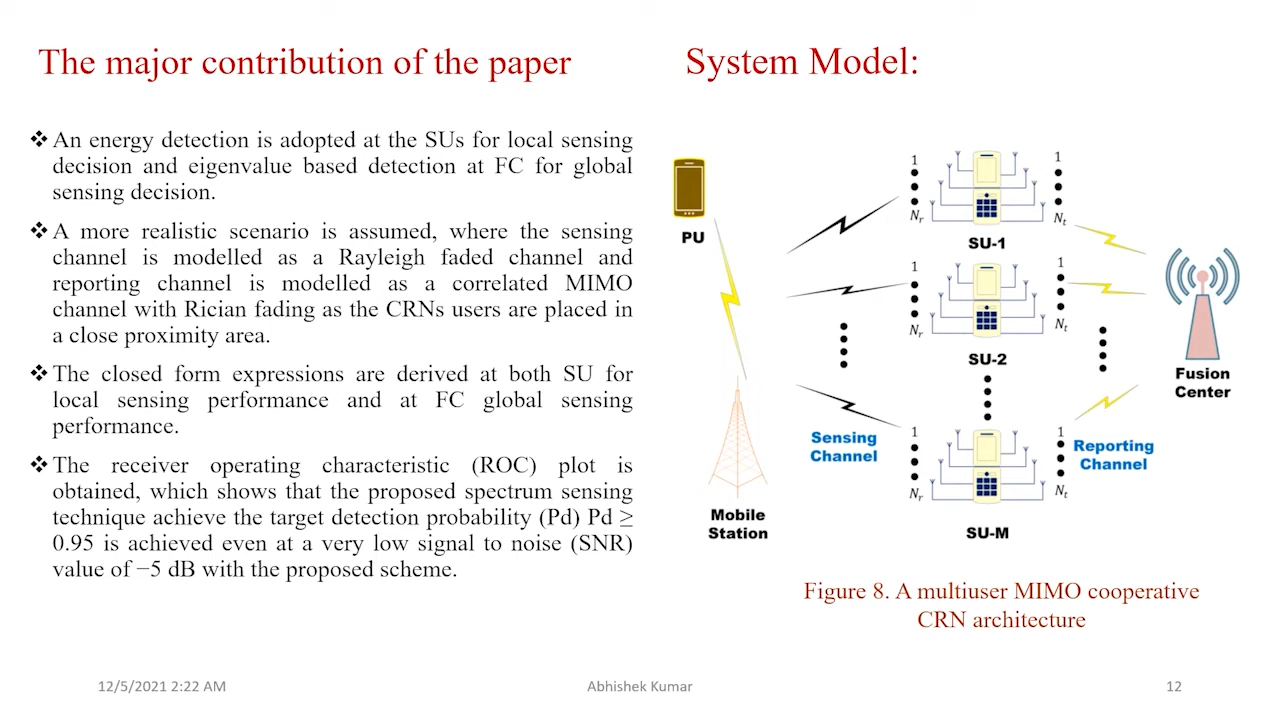 The major contribution of the paper
❖ An energy detection is adopted at the SUs for local sensing
decision and eigenvalue based detection at FC for global
sensing decision.
❖ A more realistic scenario is assumed, where the sensing
channel is modelled as a Rayleigh faded channel and
reporting channel is modelled as a correlated MIMO
channel with Rician fading as the CRNs users are placed in
a close proximity area.
❖ The closed form expressions are derived at both SU for
local sensing performance and at FC global sensing
performance.
❖ The receiver operating characteristic (ROC) plot is
obtained, which shows that the proposed spectrum sensing
technique achieve the target detection probability (Pd) Pd ≥
0.95 is achieved even at a very low signal to noise (SNR)
value of −5 dB with the proposed scheme.
System Model:
PU
Mobile
Station
Sensing
Channel
1
Nr
SU-1
1
Nt
1
Nr
SU-2
1
Nt
1
Nr
SU-M
1
Nt
Reporting
Channel
Fusion
Center
Figure 8. A multiuser MIMO cooperative
CRN architecture
12/5/2021 2:22 AM
Abhishek Kumar
12